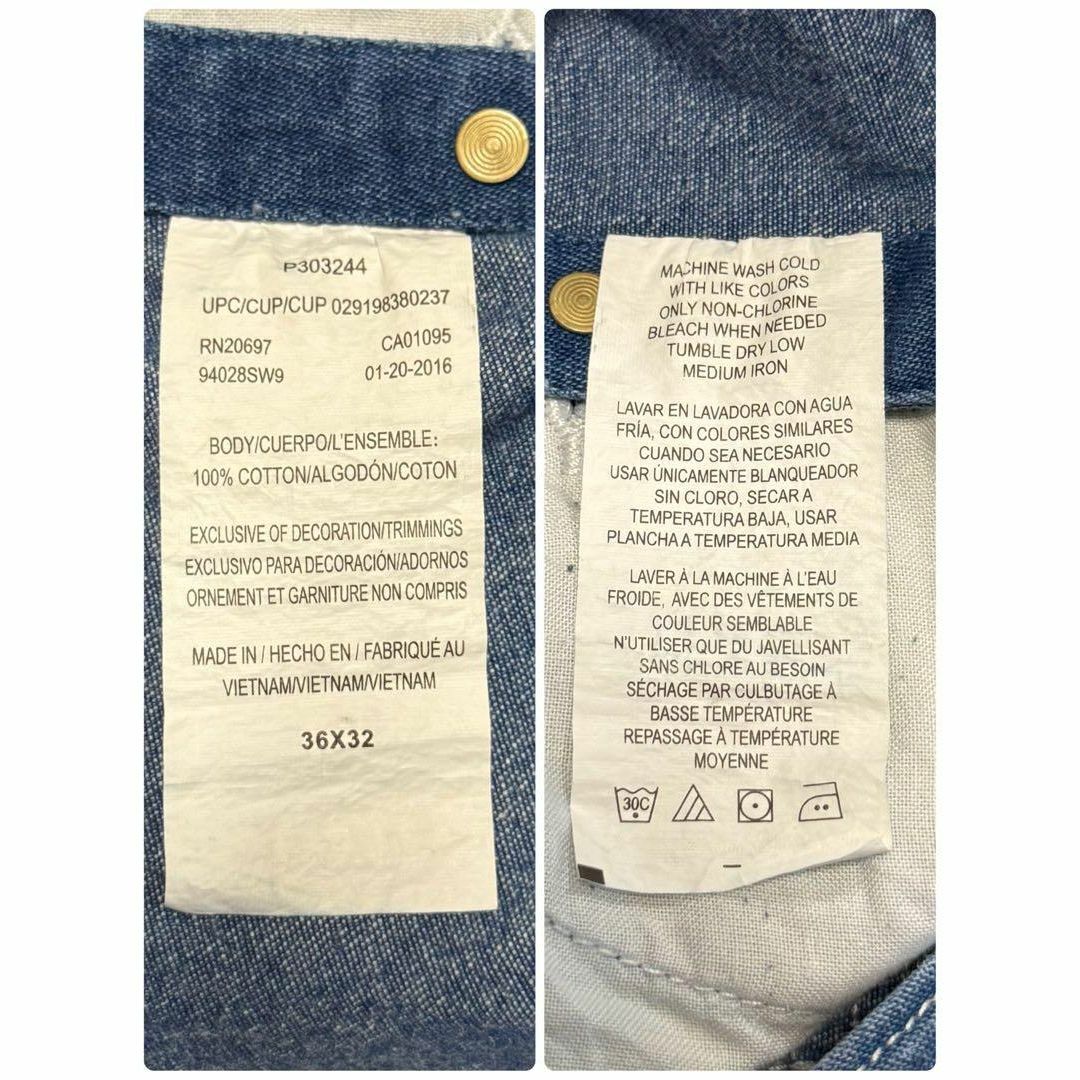 P303244
UPC/CUP/CUP 029198380237
RN20697 CA01095
94028SW9 01-20-2016
BODY/CUERPO/L'ENSEMBLE:
100% COTTON/ALGODÓN/COTON
EXCLUSIVE OF DECORATION/TRIMMINGS
EXCLUSIVO PARA DECORACIÓN/ADORNOS
ORNEMENT ET GARNITURE NON COMPRIS
MADE IN / HECHO EN / FABRIQUÉ AU
VIETNAM/VIETNAM/VIETNAM
36X32
MACHINE WASH COLD
WITH LIKE COLORS
ONLY NON-CHLORINE
BLEACH WHEN NEEDED
TUMBLE DRY LOW
MEDIUM IRON
LAVAR EN LAVADORA CON AGUA
FRÍA, CON COLORES SIMILARES
CUANDO SEA NECESARIO
USAR ÚNICAMENTE BLANQUEADOR
SIN CLORO, SECAR A
TEMPERATURA BAJA, USAR
PLANCHA A TEMPERATURA MEDIA
LAVER À LA MACHINE À L'EAU
FROIDE, AVEC DES VÊTEMENTS DE
COULEUR SEMBLABLE
N'UTILISER QUE DU JAVELLISANT
SANS CHLORE AU BESOIN
SÉCHAGE PAR CULBUTAGE À
BASSE TEMPÉRATURE
REPASSAGE À TEMPÉRATURE
MOYENNE
30C